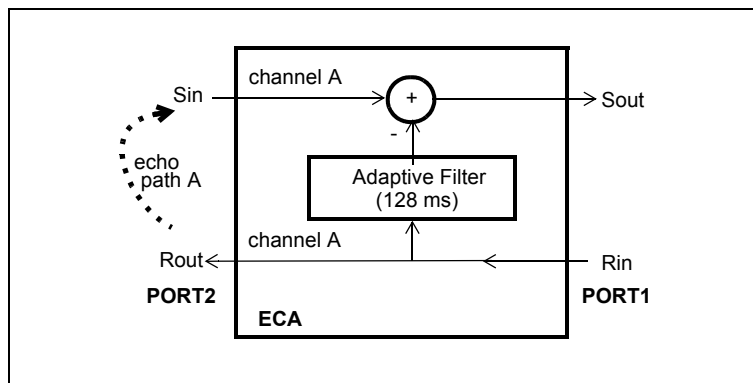 channel A
Sin
+
Sout
-
echo
path A
Adaptive Filter
(128 ms)
channel A
Rout
Rin
PORT2
PORT1
ECA